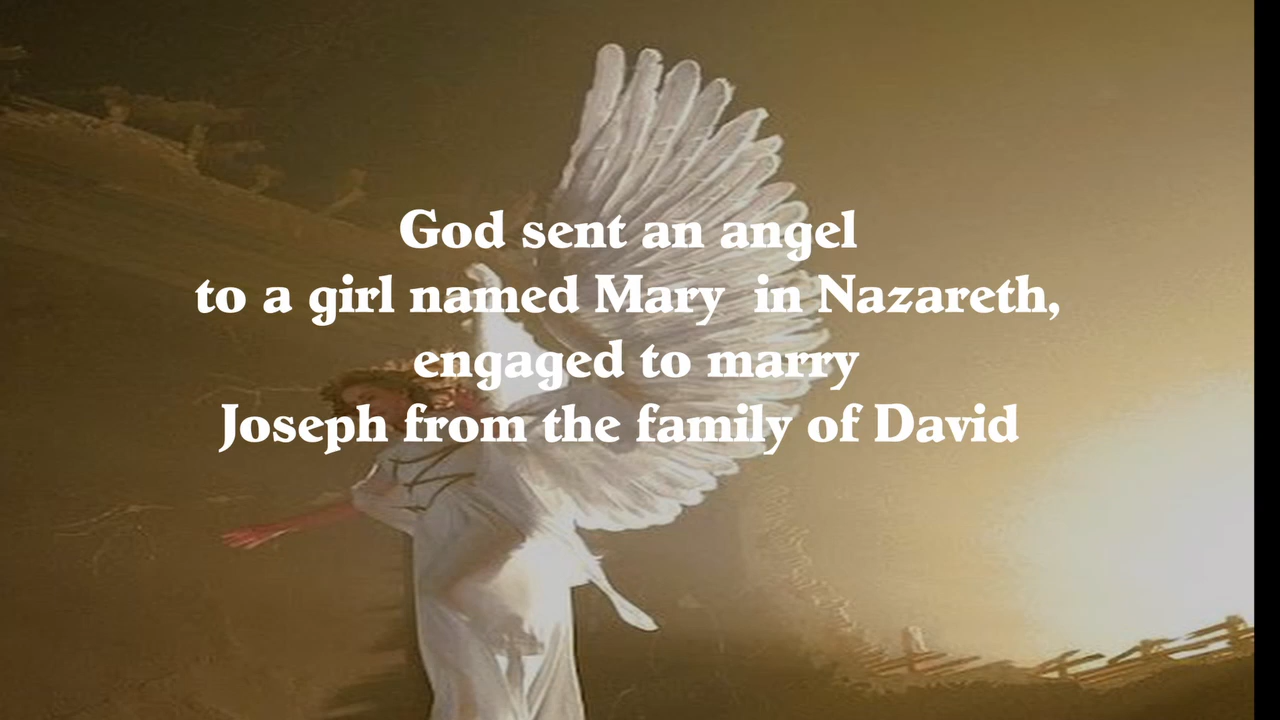 God sent an angel
to a girl named Mary  in Nazareth,
engaged to marry
Joseph from the family of David